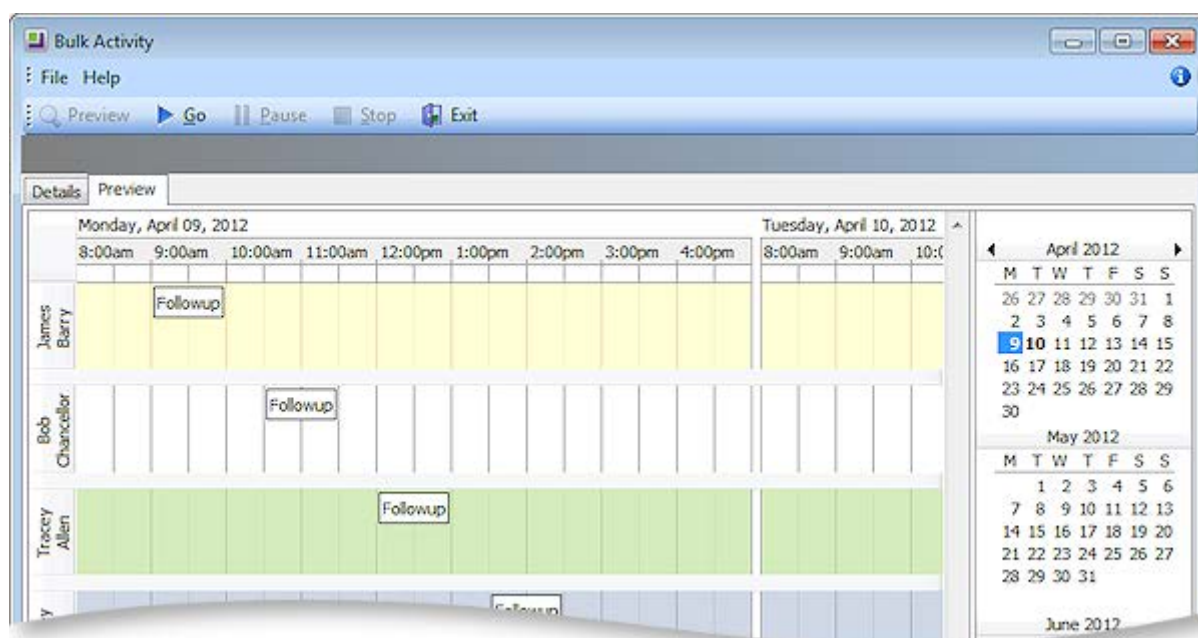 Bulk Activity
File Help
Preview Go Pause Stop Exit
Details Preview
Monday, April 09, 2012 Tuesday, April 10, 2012
8:00am 9:00am 10:00am 11:00am 12:00pm 1:00pm 2:00pm 3:00pm 4:00pm 8:00am 9:00am 10:0
James Barry
Followup
Bob Chancellor
Followup
Tracey Allen
Followup
Followup
April 2012
M T W T F S S
26 27 28 29 30 31 1
2 3 4 5 6 7 8
9 10 11 12 13 14 15
16 17 18 19 20 21 22
23 24 25 26 27 28 29
30
May 2012
M T W T F S S
1 2 3 4 5 6
7 8 9 10 11 12 13
14 15 16 17 18 19 20
21 22 23 24 25 26 27
28 29 30 31
June 2012